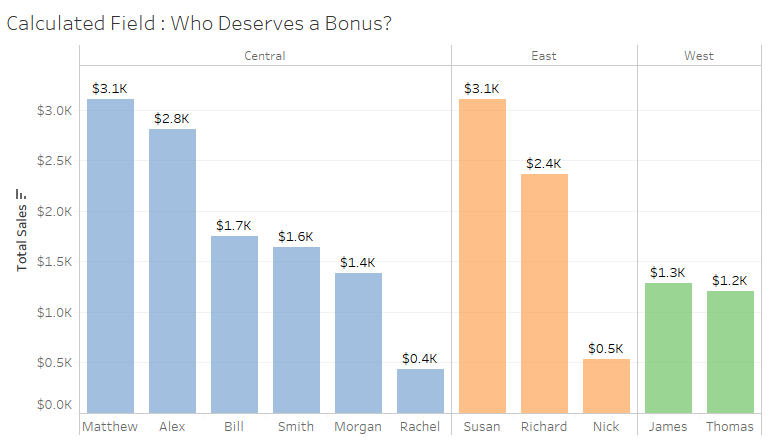 Calculated Field : Who Deserves a Bonus?
Central East West
Total Sales
$3.0K
$2.5K
$2.0K
$1.5K
$1.0K
$0.5K
$0.0K
$3.1K
$2.8K
$1.7K
$1.6K
$1.4K
$0.4K
$3.1K
$2.4K
$0.5K
$1.3K
$1.2K
Matthew Alex Bill Smith Morgan Rachel Susan Richard Nick James Thomas